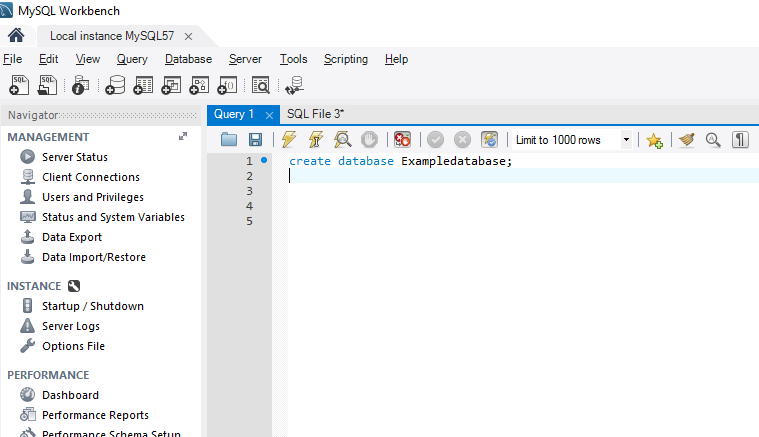 MySQL Workbench
Local instance MySQL57
File Edit View Query Database Server Tools Scripting Help
SQL SQL
Navigator
MANAGEMENT
Server Status
Client Connections
Users and Privileges
Status and System Variables
Data Export
Data Import/Restore
INSTANCE
Startup / Shutdown
Server Logs
Options File
PERFORMANCE
Dashboard
Performance Reports
Performance Schema Setup
Query 1 SQL File 3*
Limit to 1000 rows
1 create database Exampledatabase;
2
3
4
5